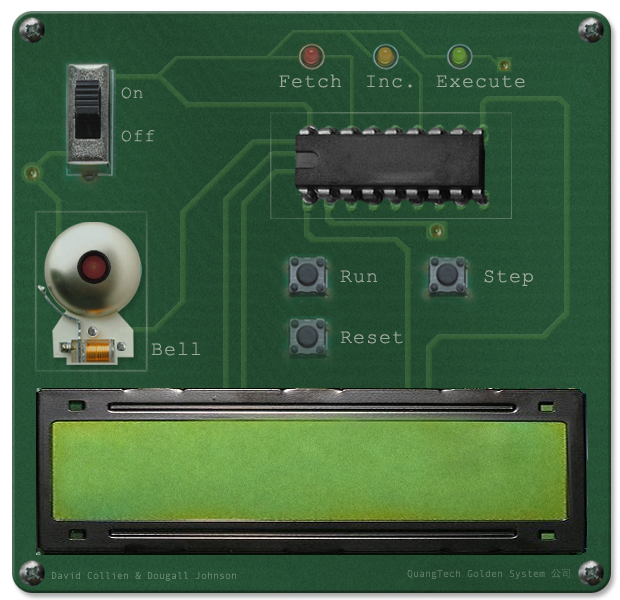 Fetch Inc. Execute
On
Off
Run Step
Reset
Bell
David Collien & Dougall Johnson
QuangTech Golden System 公司